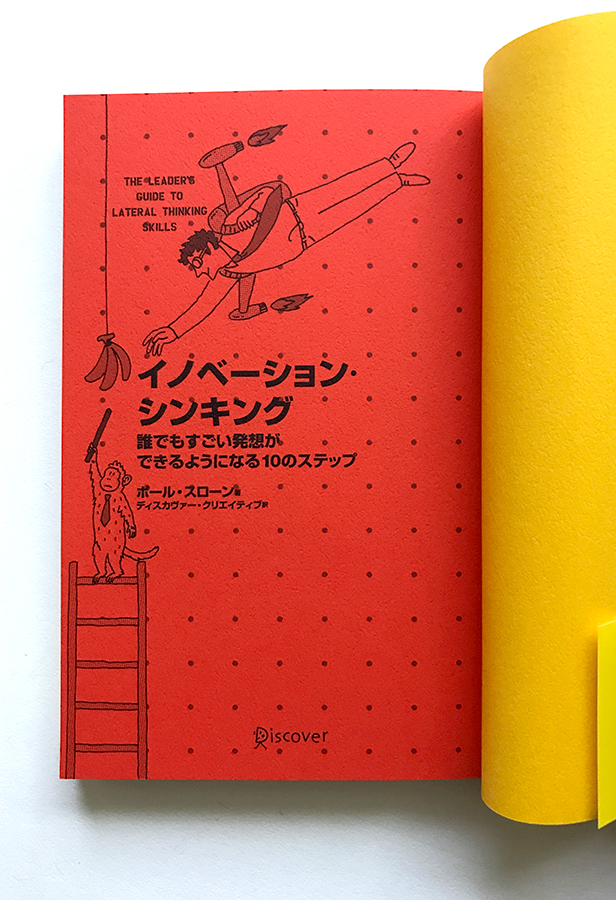 THE LEADER'S
GUIDE TO
LATERAL THINKING
SKILLS
イノベーション・
シンキング
誰でもすごい発想が
できるようになる10のステップ
ポール・スローン 著
ディスカヴァー・クリエイティブ 訳
Discover